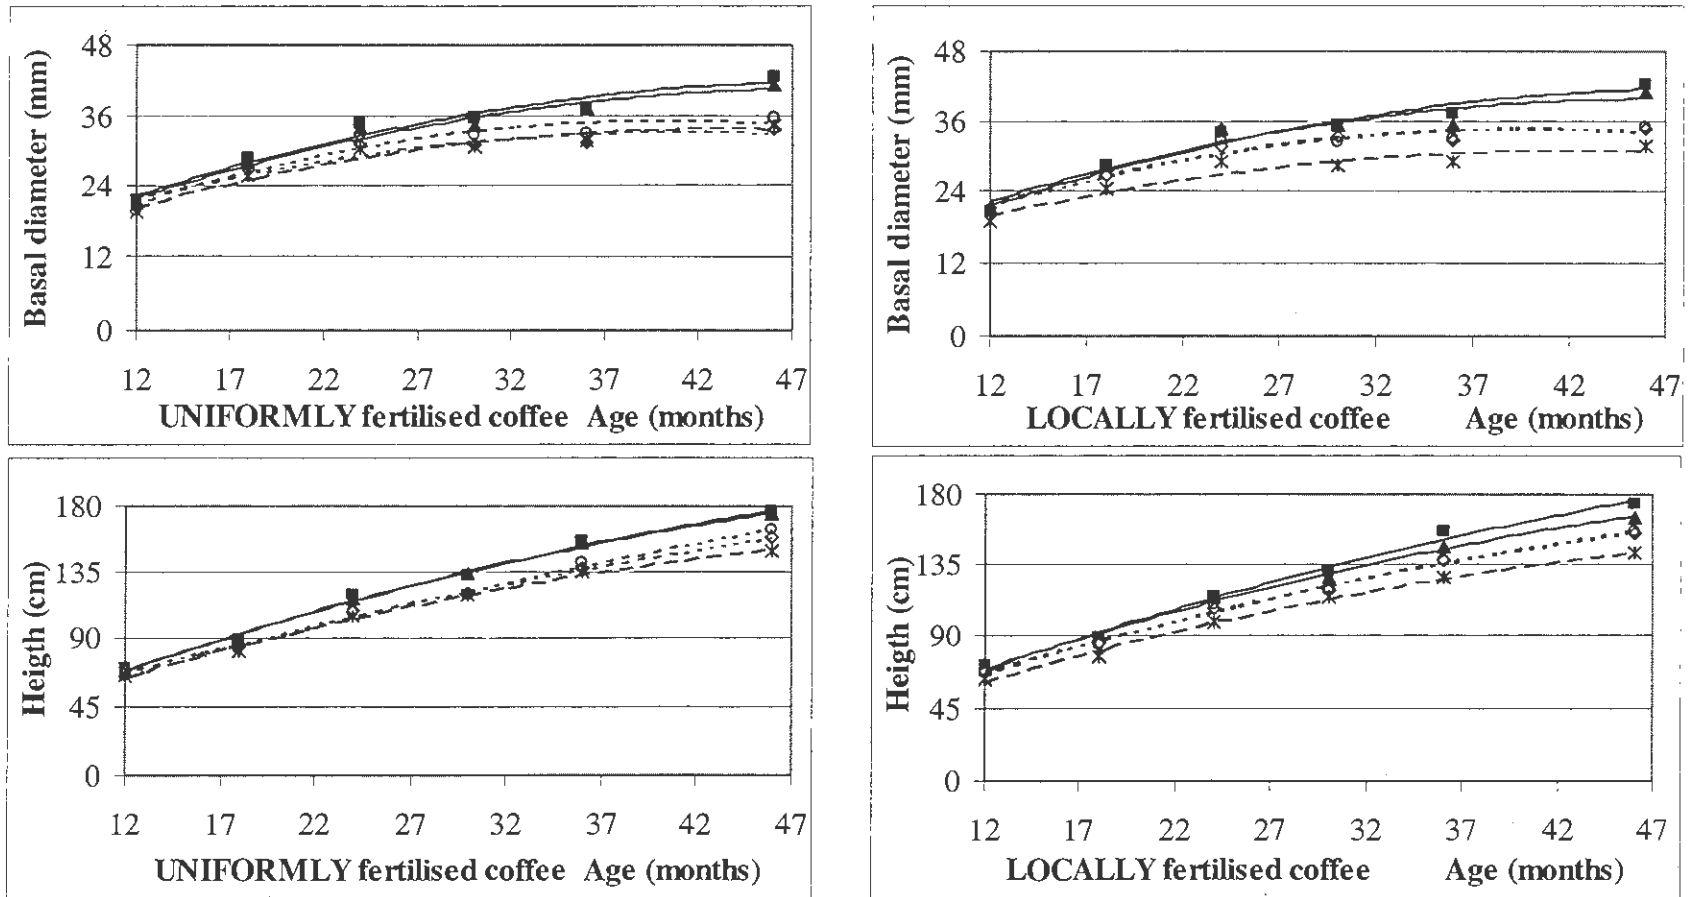 48
36
24
12
0
Basal diameter (mm)
12 17 22 27 32 37 42 47
UNIFORMLY fertilised coffee Age (months)
48
36
24
12
0
Basal diameter (mm)
12 17 22 27 32 37 42 47
LOCALLY fertilised coffee Age (months)
180
135
90
45
0
Heigth (cm)
12 17 22 27 32 37 42 47
UNIFORMLY fertilised coffee Age (months)
180
135
90
45
0
Heigth (cm)
12 17 22 27 32 37 42 47
LOCALLY fertilised coffee Age (months)